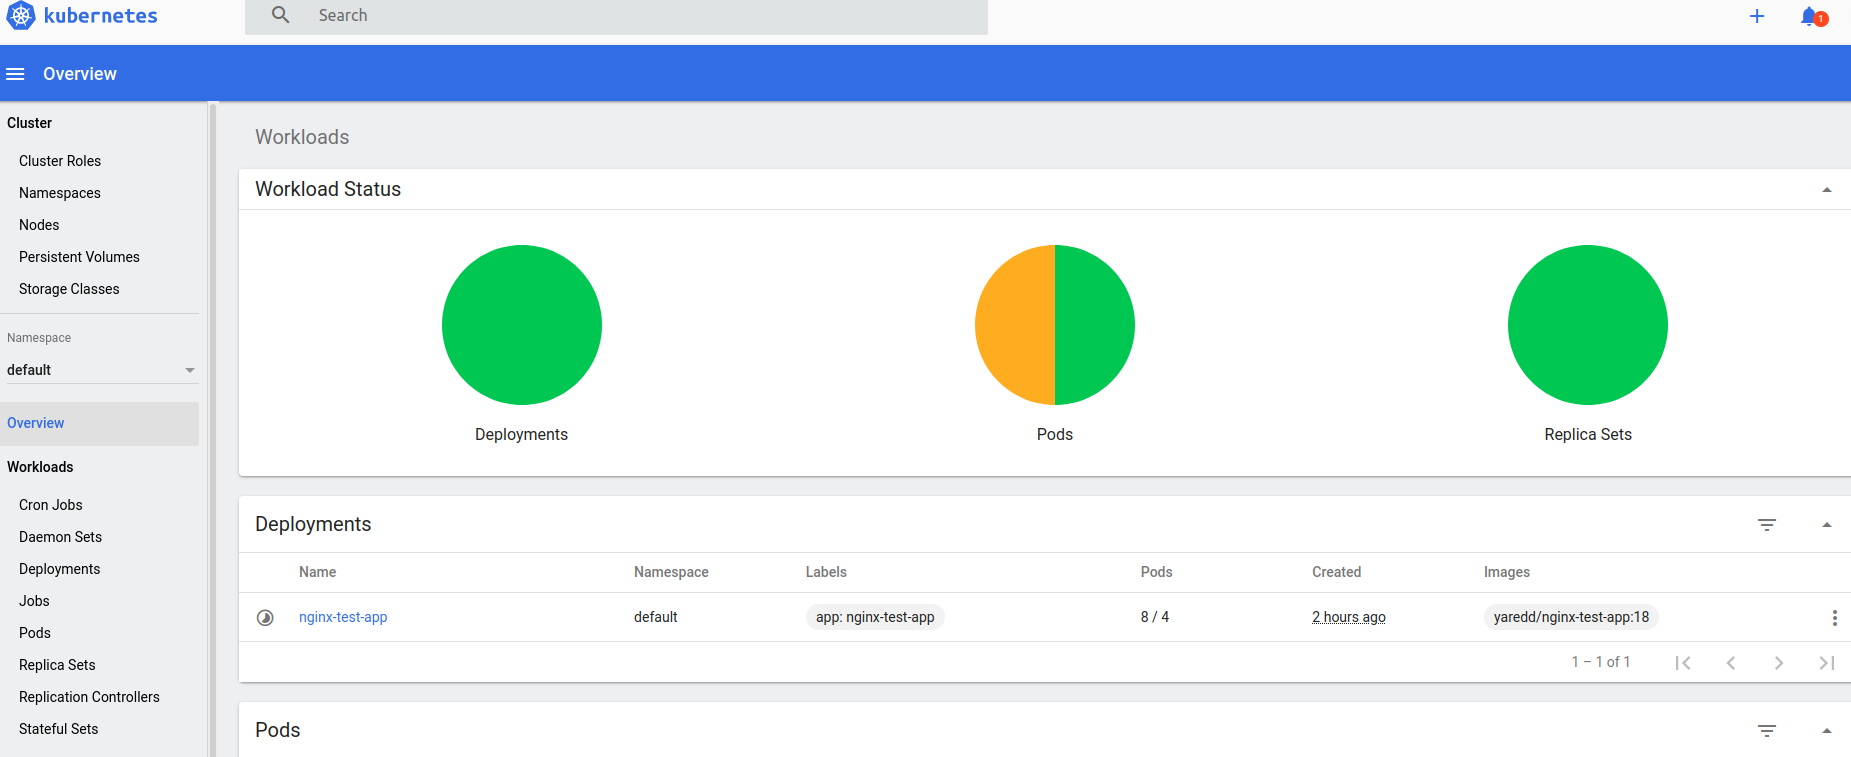 kubernetes
Search
1
Overview
Cluster
Cluster Roles
Namespaces
Nodes
Persistent Volumes
Storage Classes
Namespace
default
Overview
Workloads
Cron Jobs
Daemon Sets
Deployments
Jobs
Pods
Replica Sets
Replication Controllers
Stateful Sets
Workloads
Workload Status
Deployments Pods Replica Sets
Deployments
Name Namespace Labels Pods Created Images
nginx-test-app default app: nginx-test-app 8 / 4 2 hours ago yaredd/nginx-test-app:18
1 – 1 of 1
Pods